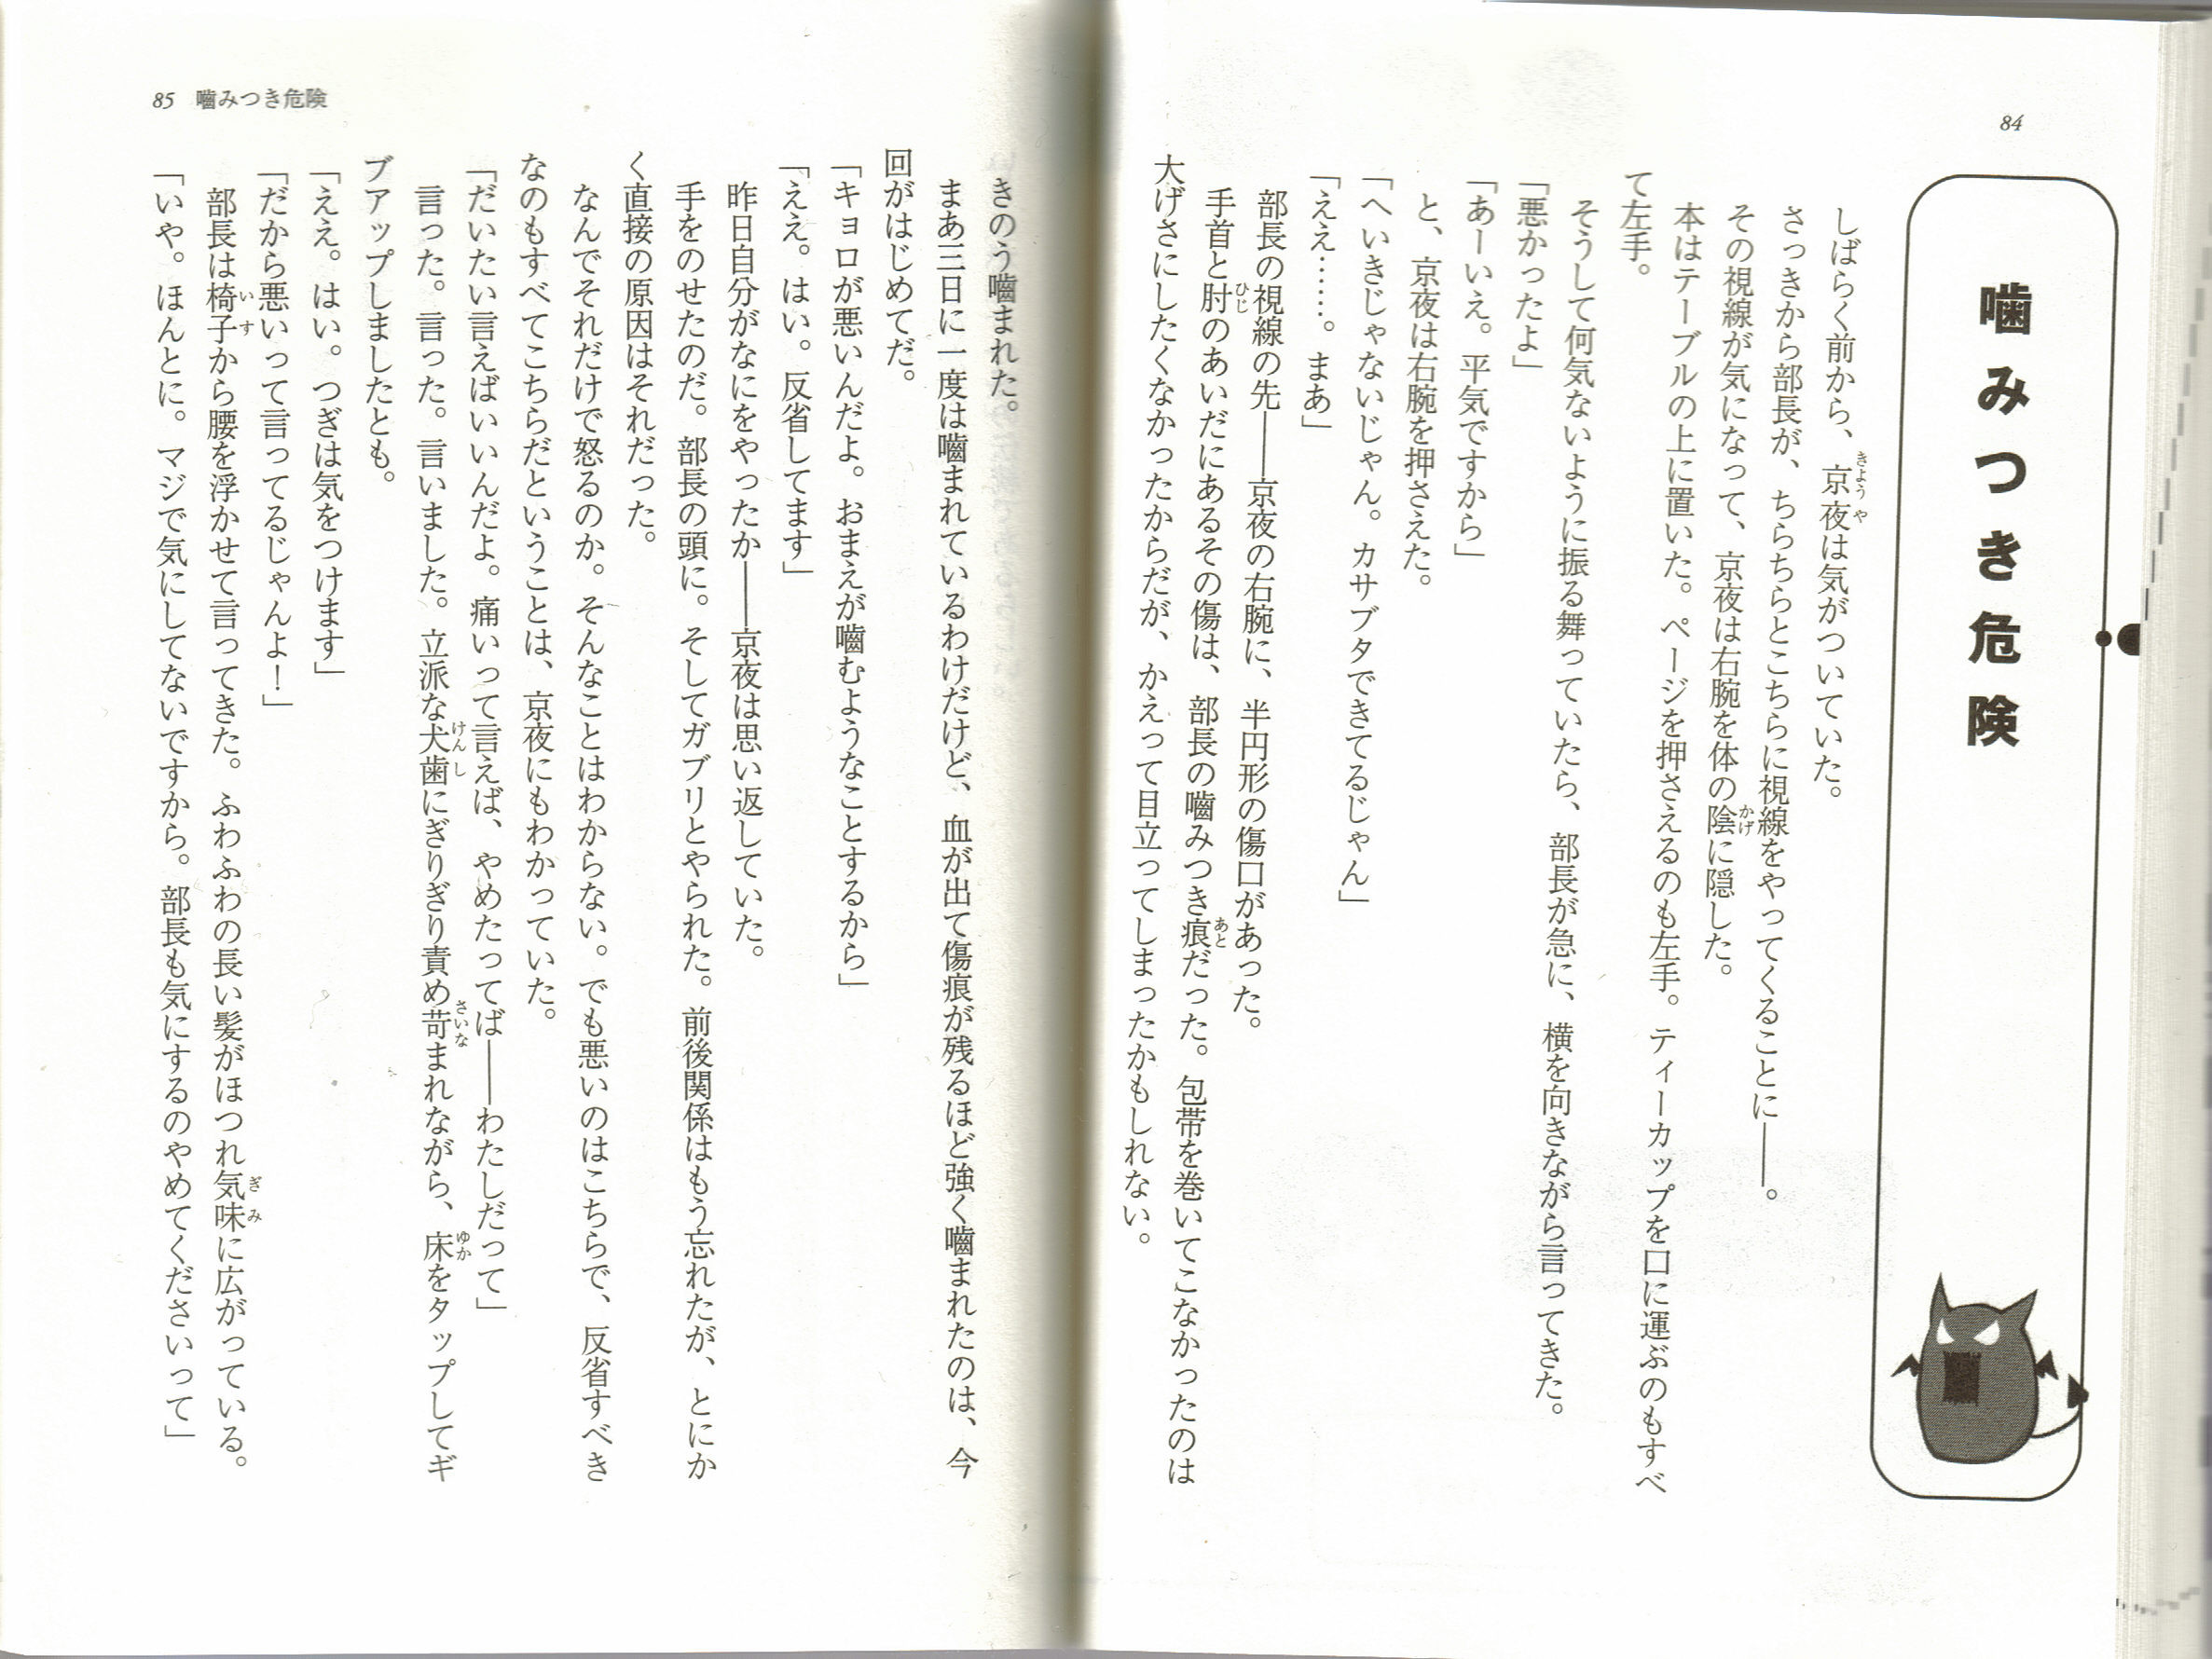 84
噛みつき危険
しばらく前から、京夜は気がついていた。
さっきから部長が、ちらちらとこちらに視線をやってくることに――。
その視線が気になって、京夜は右腕を体の陰に隠した。
本はテーブルの上に置いた。ページを押さえるのも左手。ティーカップを口に運ぶのもすべ
て左手。
そうして何気ないように振る舞っていたら、部長が急に、横を向きながら言ってきた。
「悪かったよ」
「あーいえ。平気ですから」
と、京夜は右腕を押さえた。
「へいきじゃないじゃん。カサブタできてるじゃん」
「ええ……。まあ」
部長の視線の先――京夜の右腕に、半円形の傷口があった。
手首と肘のあいだにあるその傷は、部長の噛みつき痕だった。包帯を巻いてこなかったのは
大げさにしたくなかったからだが、かえって目立ってしまったかもしれない。
きのう噛まれた。
まあ三日に一度は噛まれているわけだけど、血が出て傷痕が残るほど強く噛まれたのは、今
回がはじめてだ。
「キョロが悪いんだよ。おまえが噛むようなことするから」
「ええ。はい。反省してます」
昨日自分がなにをやったか――京夜は思い返していた。
手をのせたのだ。部長の頭に。そしてガブリとやられた。前後関係はもう忘れたが、とにか
く直接の原因はそれだった。
なんでそれだけで怒るのか。そんなことはわからない。でも悪いのはこちらで、反省すべき
なのもすべてこちらだということは、京夜にもわかっていた。
「だいたい言えばいいんだよ。痛いって言えば、やめたってば――わたしだって」
言った。言った。言いました。立派な犬歯にぎりぎり責め苛まれながら、床をタップしてギ
ブアップしましたとも。
「ええ。はい。つぎは気をつけます」
「だから悪いって言ってるじゃんよ！」
部長は椅子から腰を浮かせて言ってきた。ふわふわの長い髪がほつれ気味に広がっている。
「いや。ほんとに。マジで気にしてないですから。部長も気にするのやめてくださいって」
85 噛みつき危険